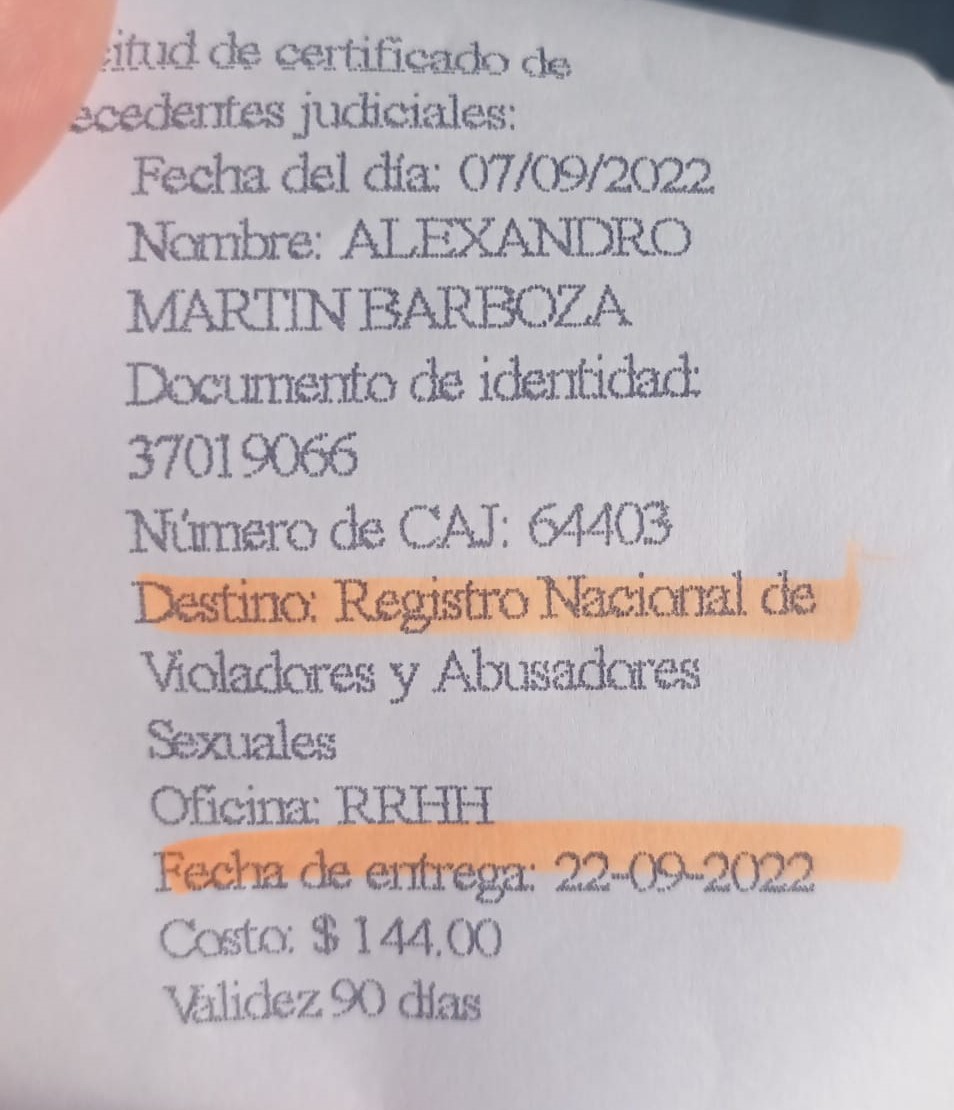 itud de certificado de
ecedentes judiciales:
Fecha del día: 07/09/2022
Nombre: ALEXANDRO
MARTIN BARBOZA
Documento de identidad:
37019066
Número de CAJ: 64403
Destino: Registro Nacional de
Violadores y Abusadores
Sexuales
Oficina: RRHH
Fecha de entrega: 22-09-2022
Costo: $ 144.00
Validez 90 días